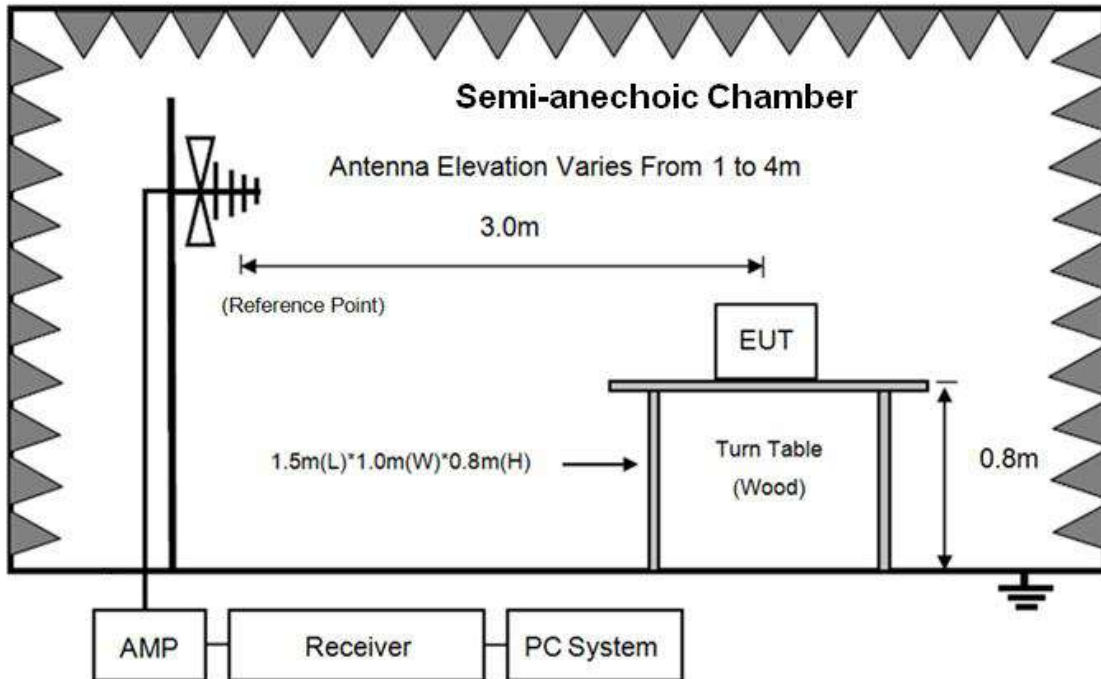 Semi-anechoic Chamber
Antenna Elevation Varies From 1 to 4m
3.0m
(Reference Point)
EUT
1.5m(L)*1.0m(W)*0.8m(H)
Turn Table
(Wood)
0.8m
AMP
Receiver
PC System